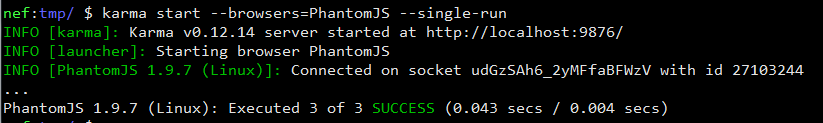 nef:tmp/ $ karma start --browsers=PhantomJS --single-run
INFO [karma]: Karma v0.12.14 server started at http://localhost:9876/
INFO [launcher]: Starting browser PhantomJS
INFO [PhantomJS 1.9.7 (Linux)]: Connected on socket udGzSAh6_2yMFfaBFWzV with id 27103244
...
PhantomJS 1.9.7 (Linux): Executed 3 of 3 SUCCESS (0.043 secs / 0.004 secs)